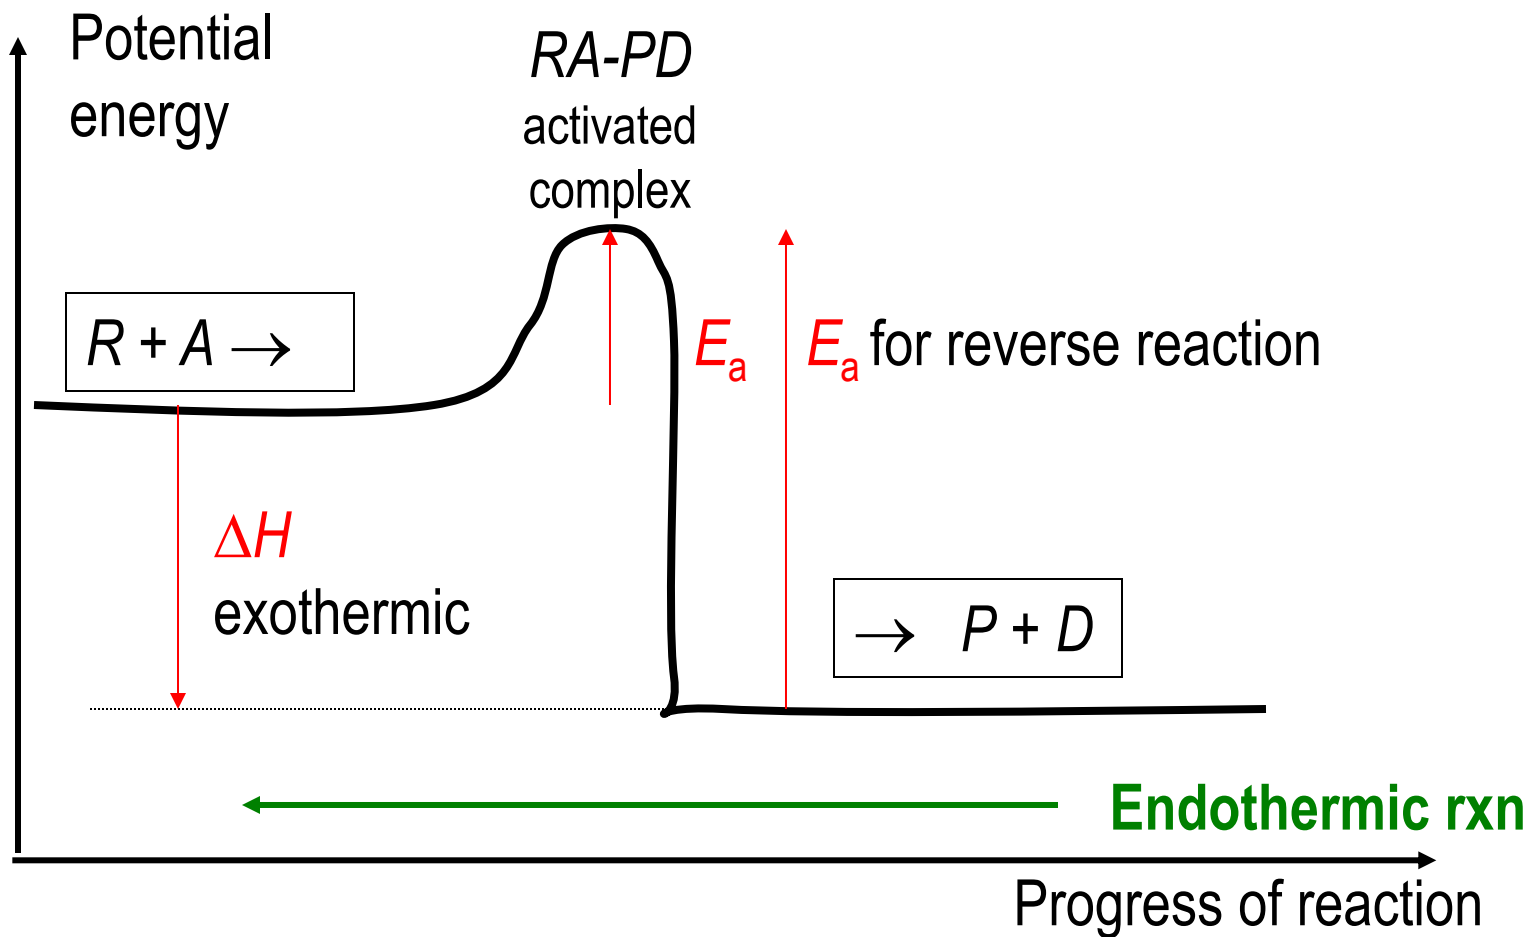 Potential
energy
RA-PD
activated
complex
R + A →
Ea
Ea for reverse reaction
ΔH
exothermic
→ P + D
Endothermic rxn
Progress of reaction